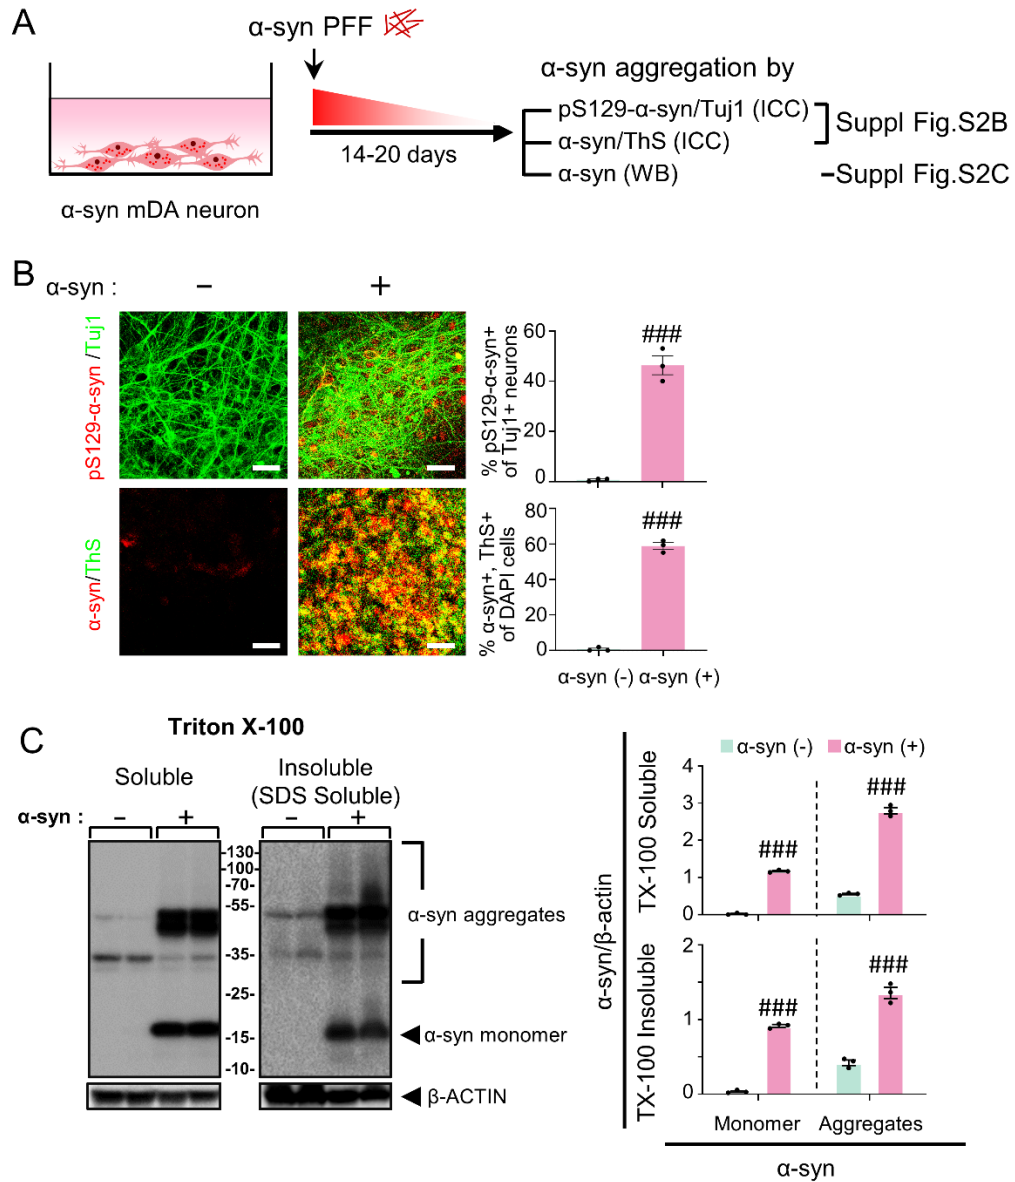 A
α-syn PFF
α-syn mDA neuron
14-20 days
α-syn aggregation by
pS129-α-syn/Tuj1 (ICC)
α-syn/ThS (ICC)
α-syn (WB)
Suppl Fig.S2B
Suppl Fig.S2C
B
α-syn : − +
pS129-α-syn /Tuj1
α-syn/ThS
% pS129-α-syn+
of Tuj1+ neurons
60
40
20
0
###
% α-syn+, ThS+
of DAPI cells
80
60
40
20
0
###
α-syn (-) α-syn (+)
C
Triton X-100
Soluble
Insoluble
(SDS Soluble)
α-syn : − + − +
-130-
-100-
-70-
-55-
-35-
-25-
-15-
-10-
α-syn aggregates
α-syn monomer
β-ACTIN
α-syn/β-actin
α-syn (-) α-syn (+)
TX-100 Soluble
4
3
2
1
0
###
###
TX-100 Insoluble
2
1
0
###
###
Monomer Aggregates
α-syn